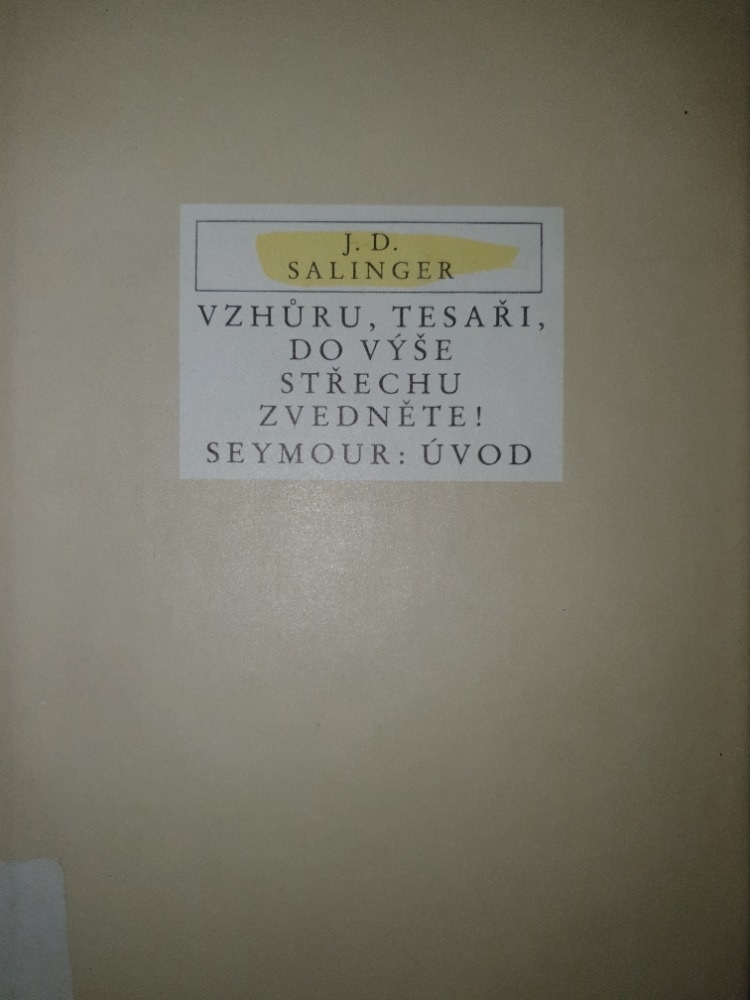 J. D.
SALINGER
VZHŮRU, TESAŘI,
DO VÝŠE
STŘECHU
ZVEDNĚTE!
SEYMOUR: ÚVOD